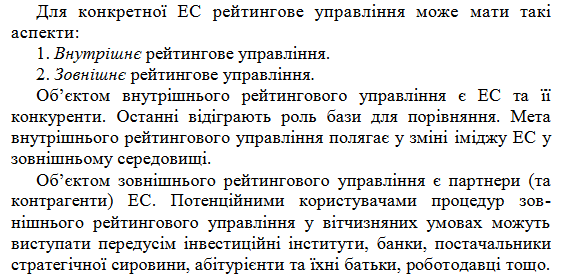 Для конкретної ЕС рейтингове управління може мати такі
аспекти:
1. Внутрішнє рейтингове управління.
2. Зовнішнє рейтингове управління.
Об’єктом внутрішнього рейтингового управління є ЕС та її
конкуренти. Останні відіграють роль бази для порівняння. Мета
внутрішнього рейтингового управління полягає у зміні іміджу ЕС у
зовнішньому середовищі.
Об’єктом зовнішнього рейтингового управління є партнери (та
контрагенти) ЕС. Потенційними користувачами процедур зов-
нішнього рейтингового управління у вітчизняних умовах можуть
виступати передусім інвестиційні інститути, банки, постачальники
стратегічної сировини, абітурієнти та їхні батьки, роботодавці тощо.